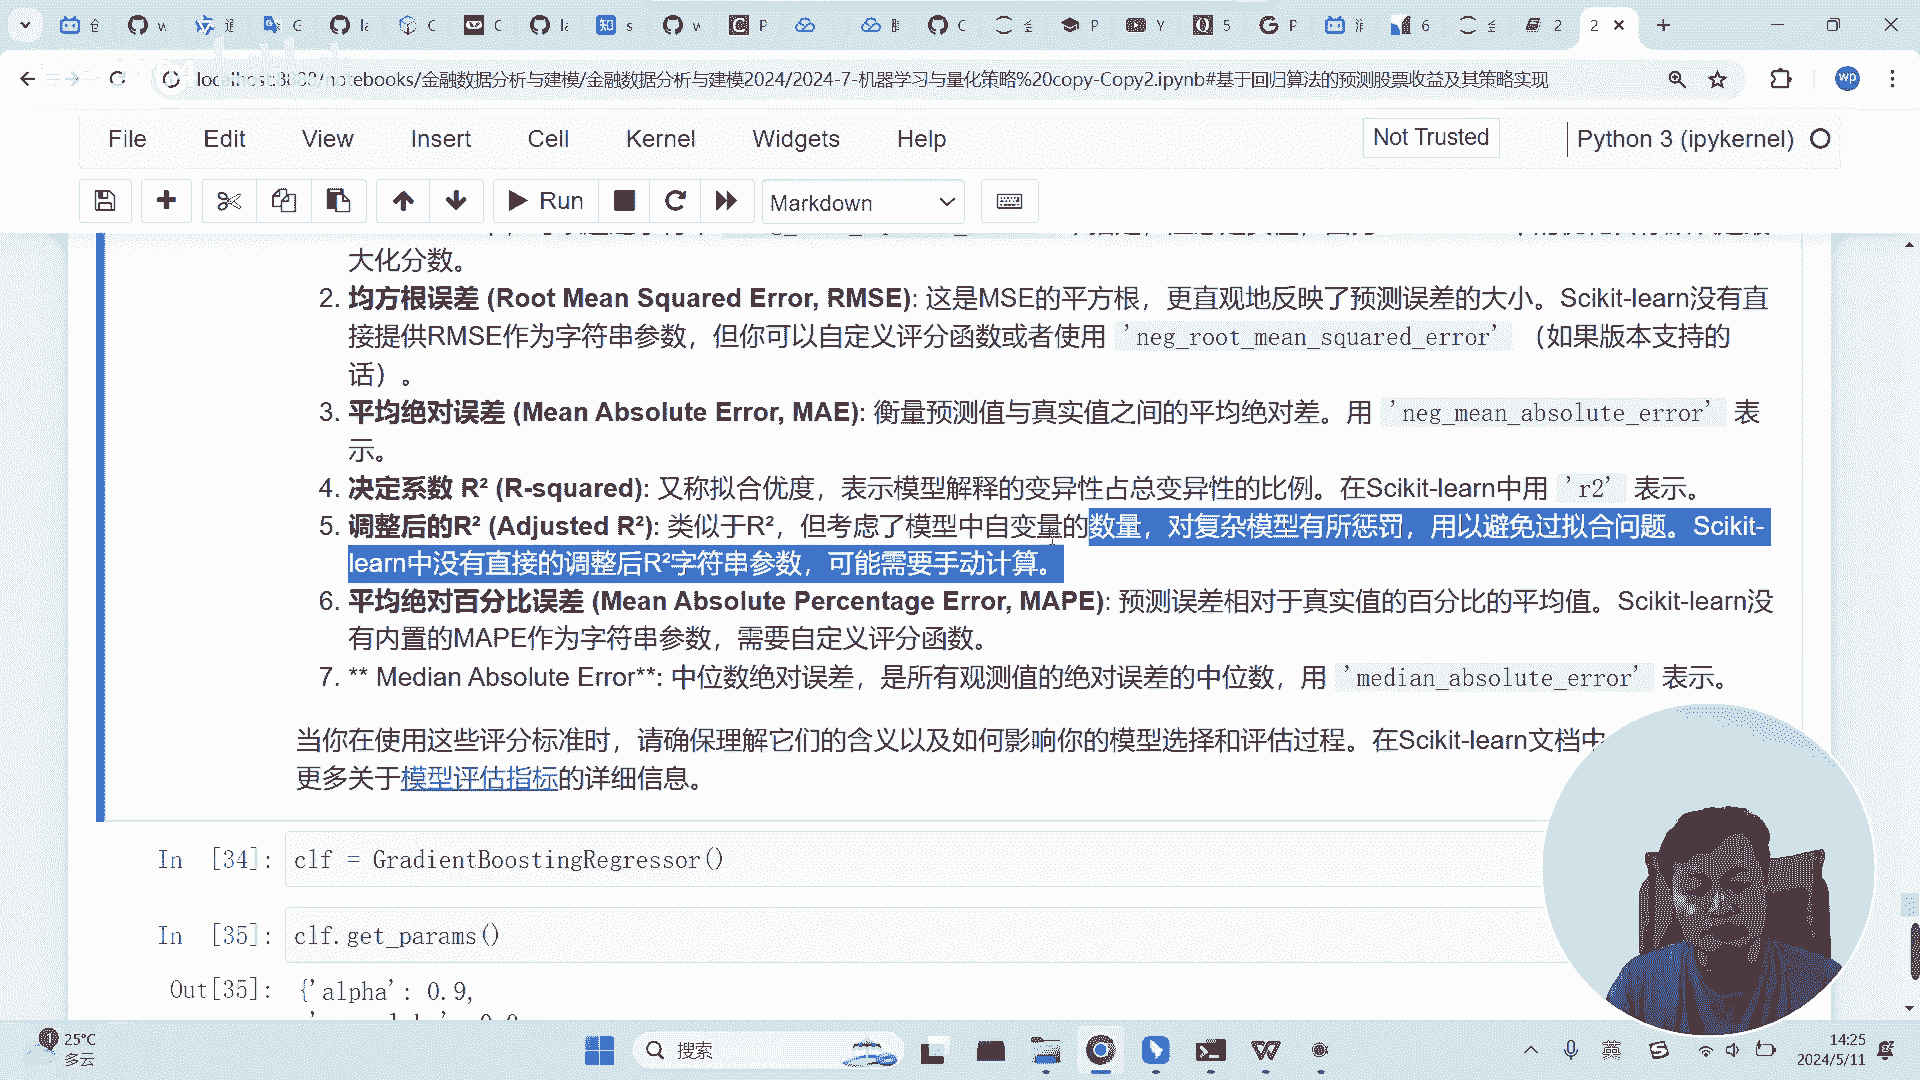 localhost:8888/notebooks/金融数据分析与建模/金融数据分析与建模2024/2024-7-机器学习与量化策略%20copy-Copy2.ipynb#基于回归算法的预测股票收益及其策略实现
File Edit View Insert Cell Kernel Widgets Help Not Trusted Python 3 (ipykernel)
Run Markdown
大化分数。
2. 均方根误差 (Root Mean Squared Error, RMSE): 这是MSE的平方根，更直观地反映了预测误差的大小。Scikit-learn没有直
接提供RMSE作为字符串参数，但你可以自定义评分函数或者使用 'neg_root_mean_squared_error' （如果版本支持的
话）。
3. 平均绝对误差 (Mean Absolute Error, MAE): 衡量预测值与真实值之间的平均绝对差。用 'neg_mean_absolute_error' 表
示。
4. 决定系数 R² (R-squared): 又称拟合优度，表示模型解释的变异性占总变异性的比例。在Scikit-learn中用 'r2' 表示。
5. 调整后的R² (Adjusted R²): 类似于R²，但考虑了模型中自变量的数量，对复杂模型有所惩罚，用以避免过拟合问题。Scikit-
learn中没有直接的调整后R²字符串参数，可能需要手动计算。
6. 平均绝对百分比误差 (Mean Absolute Percentage Error, MAPE): 预测误差相对于真实值的百分比的平均值。Scikit-learn没
有内置的MAPE作为字符串参数，需要自定义评分函数。
7. ** Median Absolute Error**: 中位数绝对误差，是所有观测值的绝对误差的中位数，用 'median_absolute_error' 表示。
当你在使用这些评分标准时，请确保理解它们的含义以及如何影响你的模型选择和评估过程。在Scikit-learn文档中
更多关于模型评估指标的详细信息。
In [34]: clf = GradientBoostingRegressor()
In [35]: clf.get_params()
Out[35]: {'alpha': 0.9,
25°C
多云
搜索
英
14:25
2024/5/11